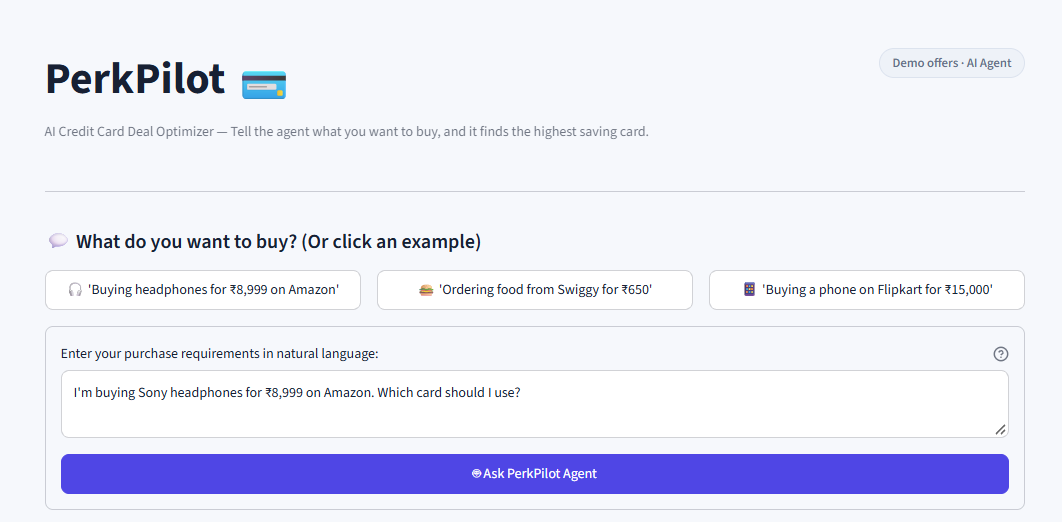 PerkPilot
Demo offers · AI Agent
AI Credit Card Deal Optimizer — Tell the agent what you want to buy, and it finds the highest saving card.
What do you want to buy? (Or click an example)
'Buying headphones for ₹8,999 on Amazon'
'Ordering food from Swiggy for ₹650'
'Buying a phone on Flipkart for ₹15,000'
Enter your purchase requirements in natural language:
I'm buying Sony headphones for ₹8,999 on Amazon. Which card should I use?
Ask PerkPilot Agent